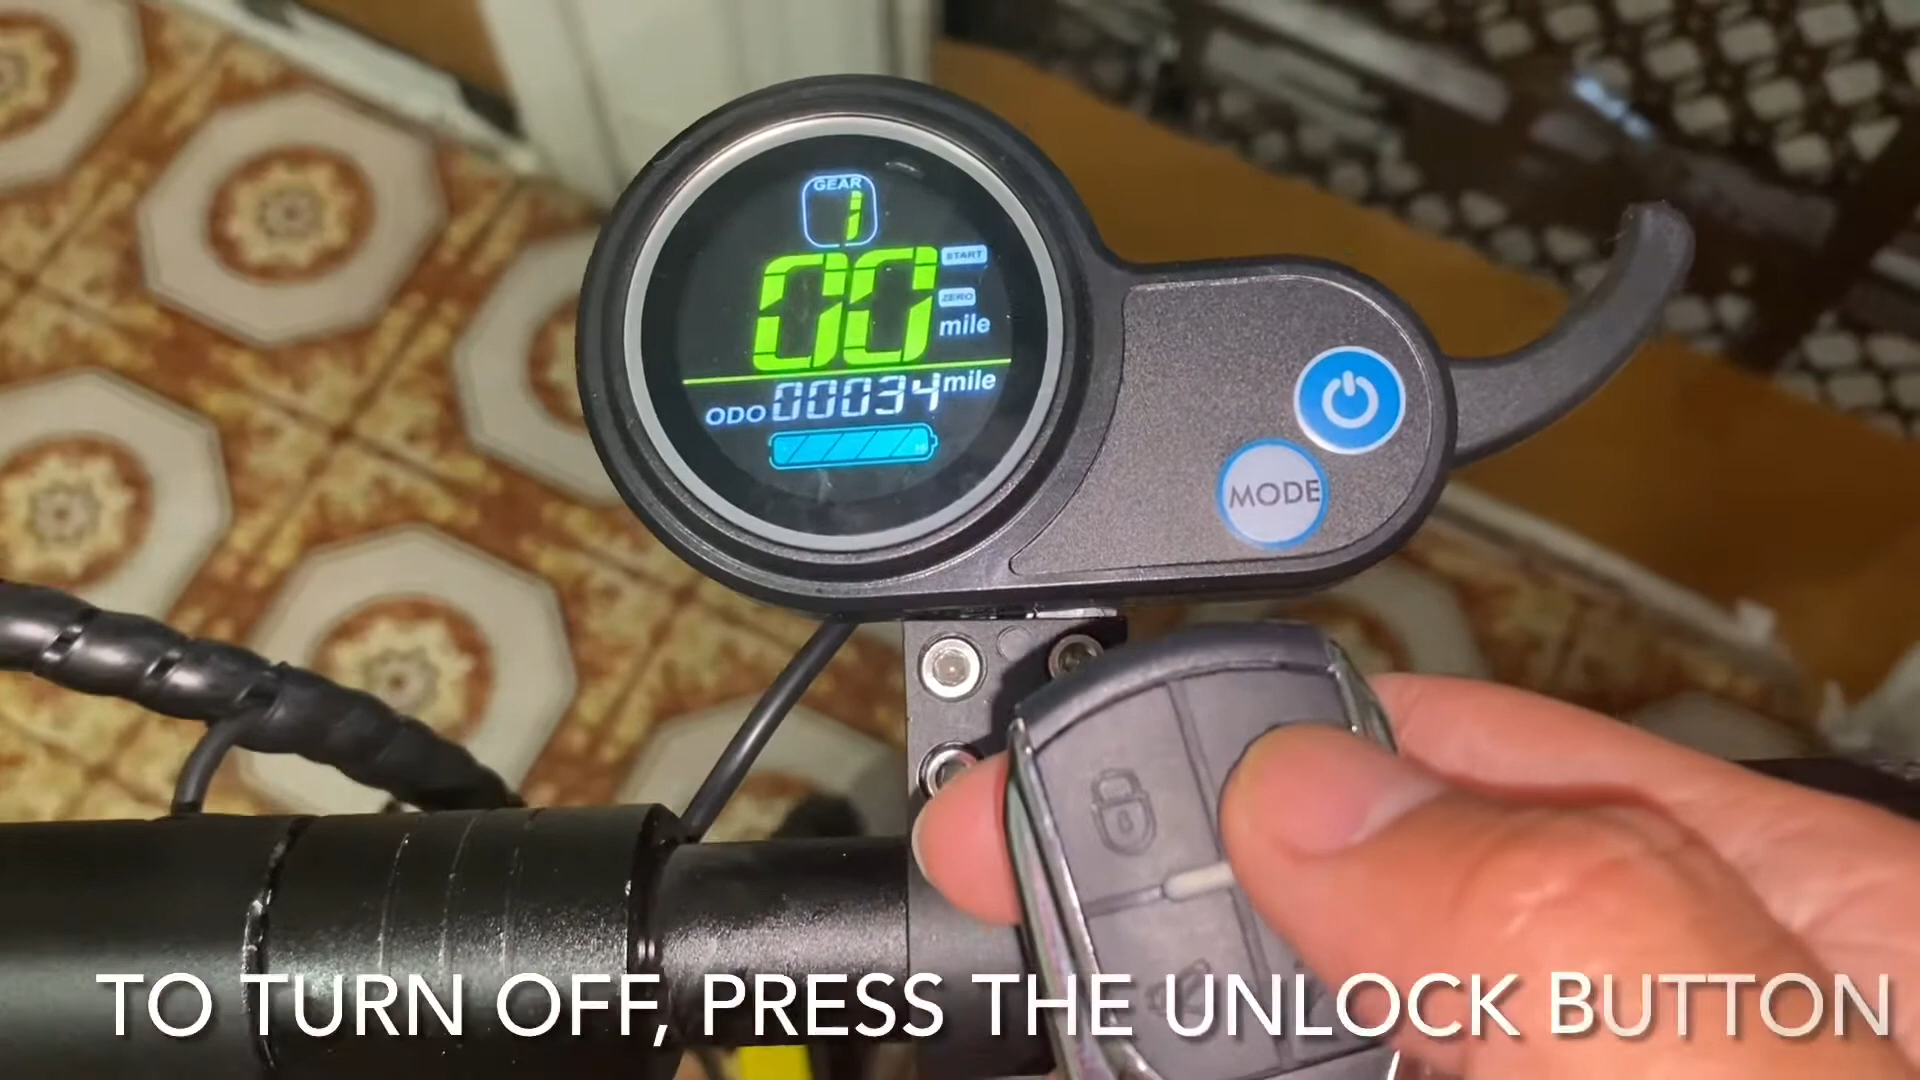 GEAR
1
00
START
ZERO
mile
ODO 00034 mile
MODE
TO TURN OFF, PRESS THE UNLOCK BUTTON